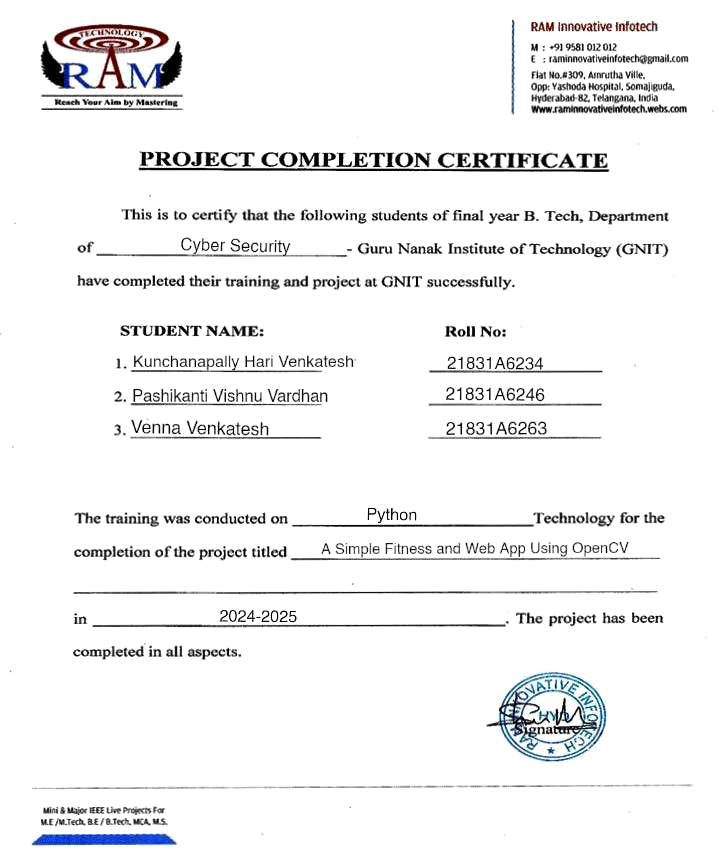 TECHNOLOGY
RAM
Reach Your Aim by Mastering
RAM Innovative Infotech
M : +91 9581 012 012
E : raminnovativeinfotech@gmail.com
Flat No.#309, Amrutha Ville,
Opp: Yashoda Hospital, Somajiguda,
Hyderabad-82, Telangana, India
Www.raminnovativeinfotech.webs.com
PROJECT COMPLETION CERTIFICATE
This is to certify that the following students of final year B. Tech, Department
of Cyber Security - Guru Nanak Institute of Technology (GNIT)
have completed their training and project at GNIT successfully.
STUDENT NAME: Roll No:
1. Kunchanapally Hari Venkatesh 21831A6234
2. Pashikanti Vishnu Vardhan 21831A6246
3. Venna Venkatesh 21831A6263
The training was conducted on Python Technology for the
completion of the project titled A Simple Fitness and Web App Using OpenCV
in 2024-2025. The project has been
completed in all aspects.
RAM INNOVATIVE INFOTECH
HYD
Signature
Mini & Major IEEE Live Projects For
M.E /M.Tech, B.E / B.Tech, MCA, M.S.